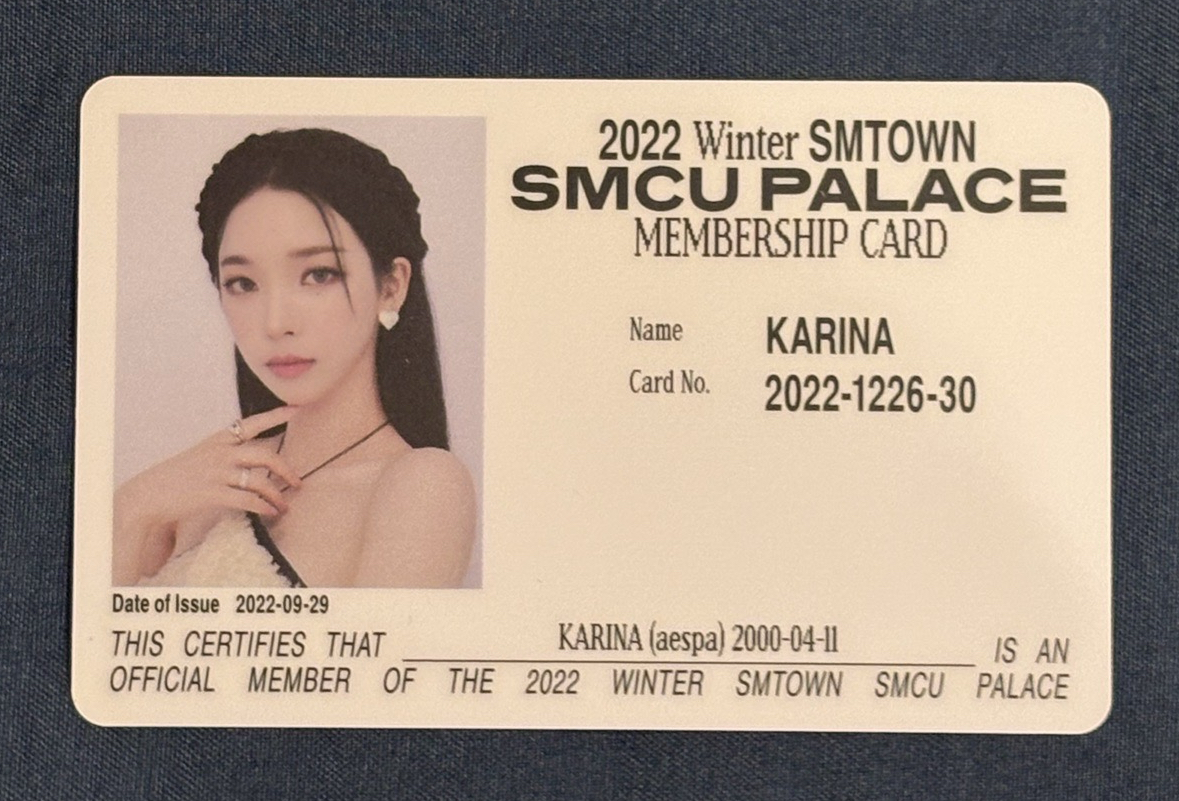 2022 Winter SMTOWN
SMCU PALACE
MEMBERSHIP CARD
Name KARINA
Card No. 2022-1226-30
Date of Issue 2022-09-29
THIS CERTIFIES THAT KARINA (aespa) 2000-04-11 IS AN
OFFICIAL MEMBER OF THE 2022 WINTER SMTOWN SMCU PALACE